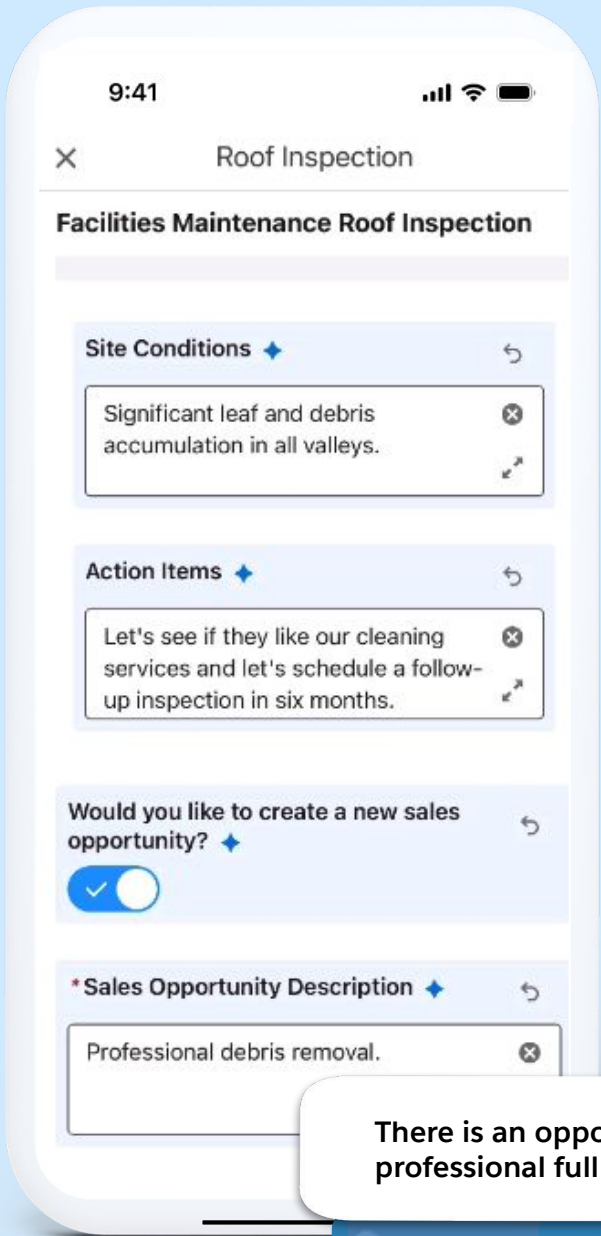 9:41
Roof Inspection
Facilities Maintenance Roof Inspection
Site Conditions
Significant leaf and debris
accumulation in all valleys.
Action Items
Let's see if they like our cleaning
services and let's schedule a follow-
up inspection in six months.
Would you like to create a new sales
opportunity?
*Sales Opportunity Description
Professional debris removal.
There is an oppo
professional full